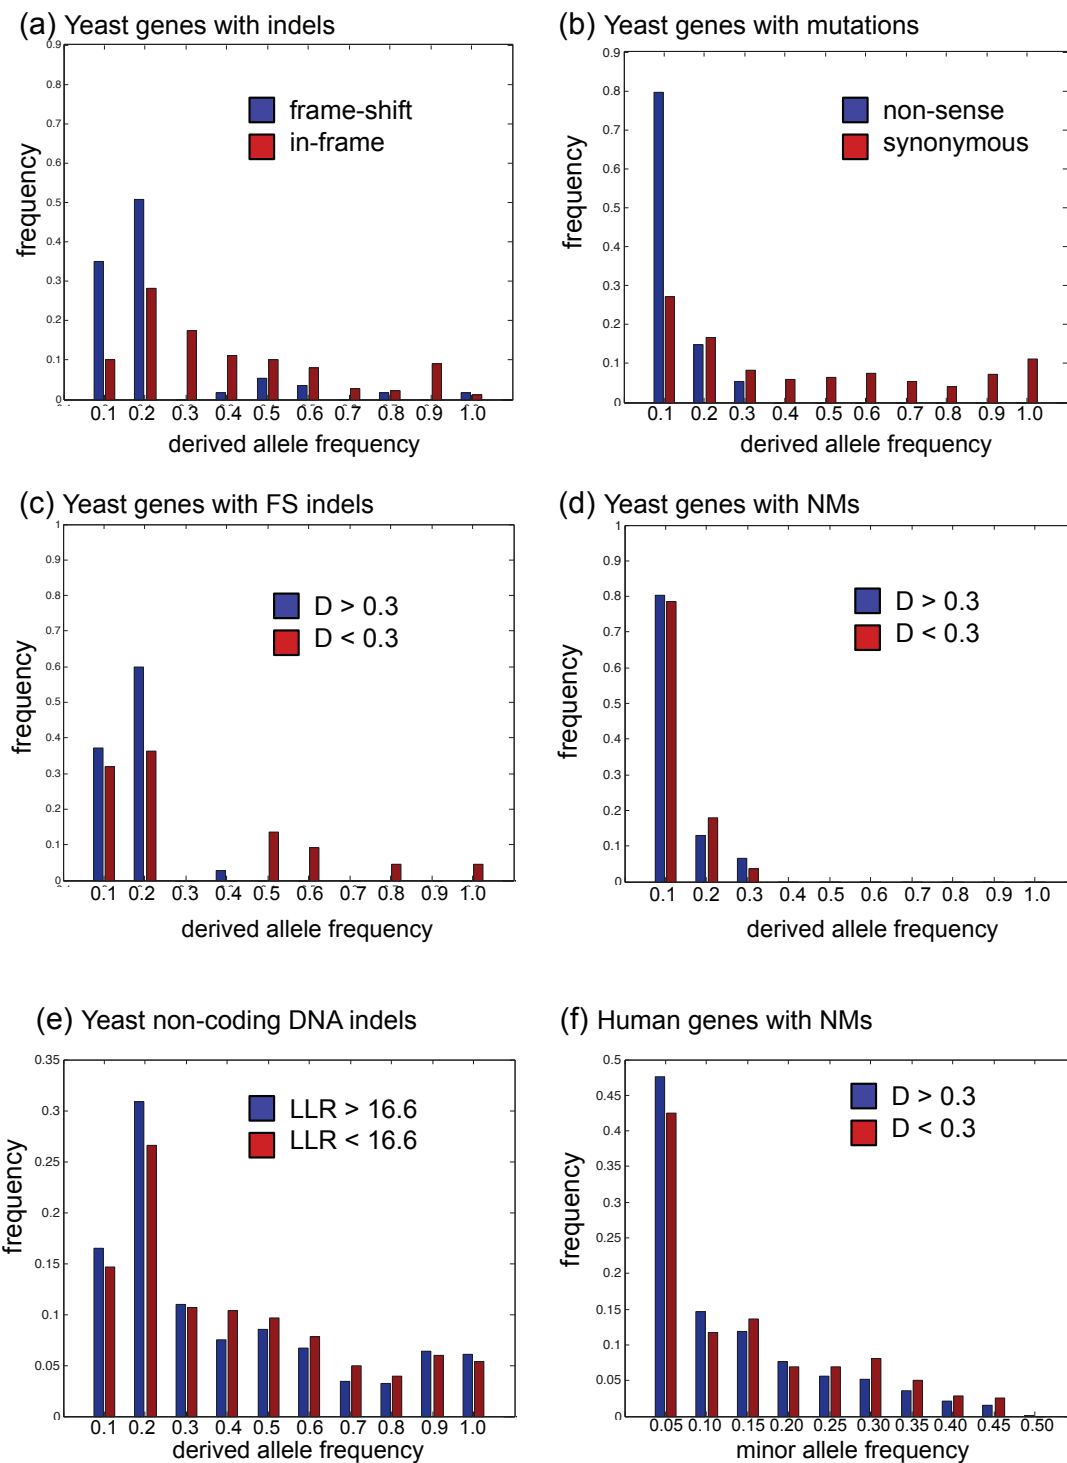 (a) Yeast genes with indels
0.9
0.8
0.7
0.6
0.5
0.4
0.3
0.2
0.1
0
frequency
frame-shift
in-frame
0.1 0.2 0.3 0.4 0.5 0.6 0.7 0.8 0.9 1.0
derived allele frequency
(b) Yeast genes with mutations
0.9
0.8
0.7
0.6
0.5
0.4
0.3
0.2
0.1
0
frequency
non-sense
synonymous
0.1 0.2 0.3 0.4 0.5 0.6 0.7 0.8 0.9 1.0
derived allele frequency
(c) Yeast genes with FS indels
1
0.9
0.8
0.7
0.6
0.5
0.4
0.3
0.2
0.1
0
frequency
D > 0.3
D < 0.3
0.1 0.2 0.3 0.4 0.5 0.6 0.7 0.8 0.9 1.0
derived allele frequency
(d) Yeast genes with NMs
1
0.9
0.8
0.7
0.6
0.5
0.4
0.3
0.2
0.1
0
frequency
D > 0.3
D < 0.3
0.1 0.2 0.3 0.4 0.5 0.6 0.7 0.8 0.9 1.0
derived allele frequency
(e) Yeast non-coding DNA indels
0.35
0.3
0.25
0.2
0.15
0.1
0.05
0
frequency
LLR > 16.6
LLR < 16.6
0.1 0.2 0.3 0.4 0.5 0.6 0.7 0.8 0.9 1.0
derived allele frequency
(f) Human genes with NMs
0.5
0.45
0.4
0.35
0.3
0.25
0.2
0.15
0.1
0.05
0
frequency
D > 0.3
D < 0.3
0.05 0.10 0.15 0.20 0.25 0.30 0.35 0.40 0.45 0.50
minor allele frequency